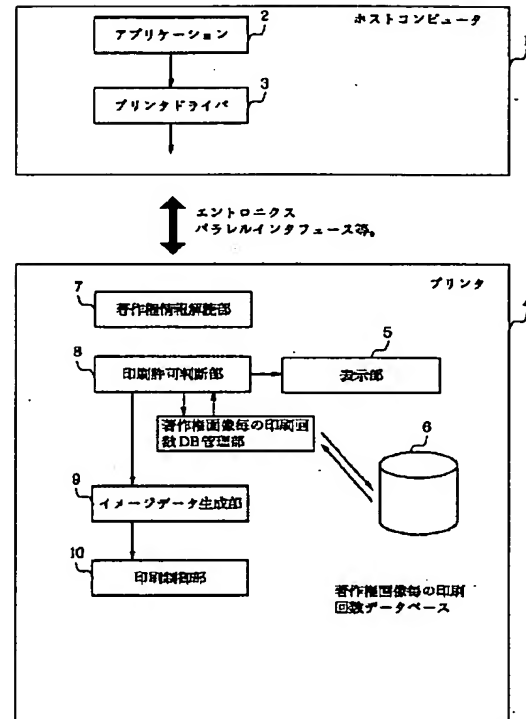 ホストコンピュータ
1
2
アプリケーション
3
プリンタドライバ
エントロニクス
パラレルインタフェース等。
プリンタ
4
7
著作権情報解読部
8
印刷許可判断部
5
表示部
著作権画像毎の印刷回
数DB管理部
6
9
イメージデータ生成部
10
印刷制御部
著作権画像毎の印刷
回数データベース